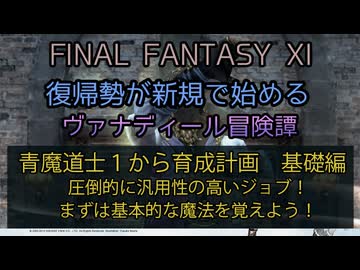 FINAL FANTASY XI
復帰勢が新規で始める
ヴァナディール冒険譚
青魔道士１から育成計画　基礎編
圧倒的に汎用性の高いジョブ！
まずは基本的な魔法を覚えよう！